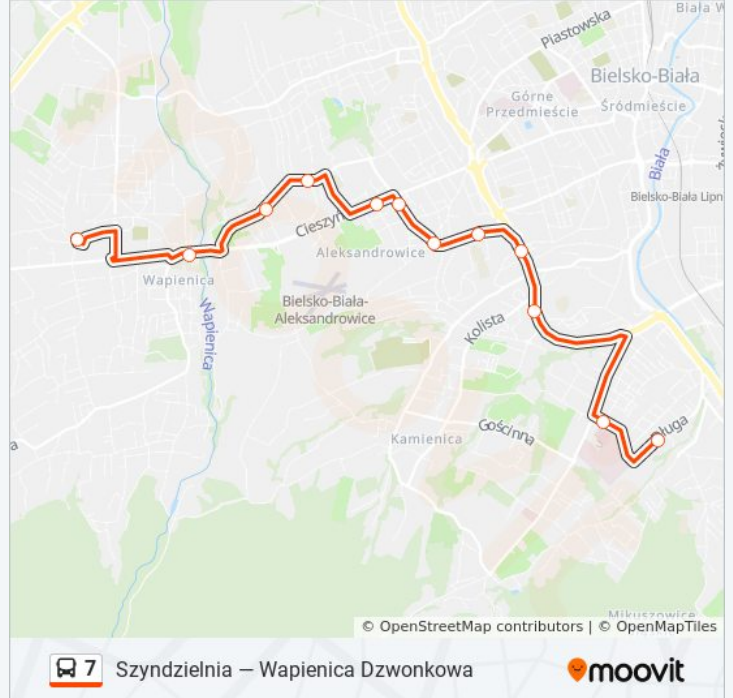 Biała W
Piastowska
Bielsko-Biała
Górne
Przedmieście
Śródmieście
Biała
Bielsko-Biała Lipn
Cieszyn
Aleksandrowice
Wapienica
Bielsko-Biała-
Aleksandrowice
Wapienica
Kolista
Kamienica
Gościnna
Długa
a
Mikuszowice
© OpenStreetMap contributors | © OpenMapTiles
7 Szyndzielnia — Wapienica Dzwonkowa
moovit